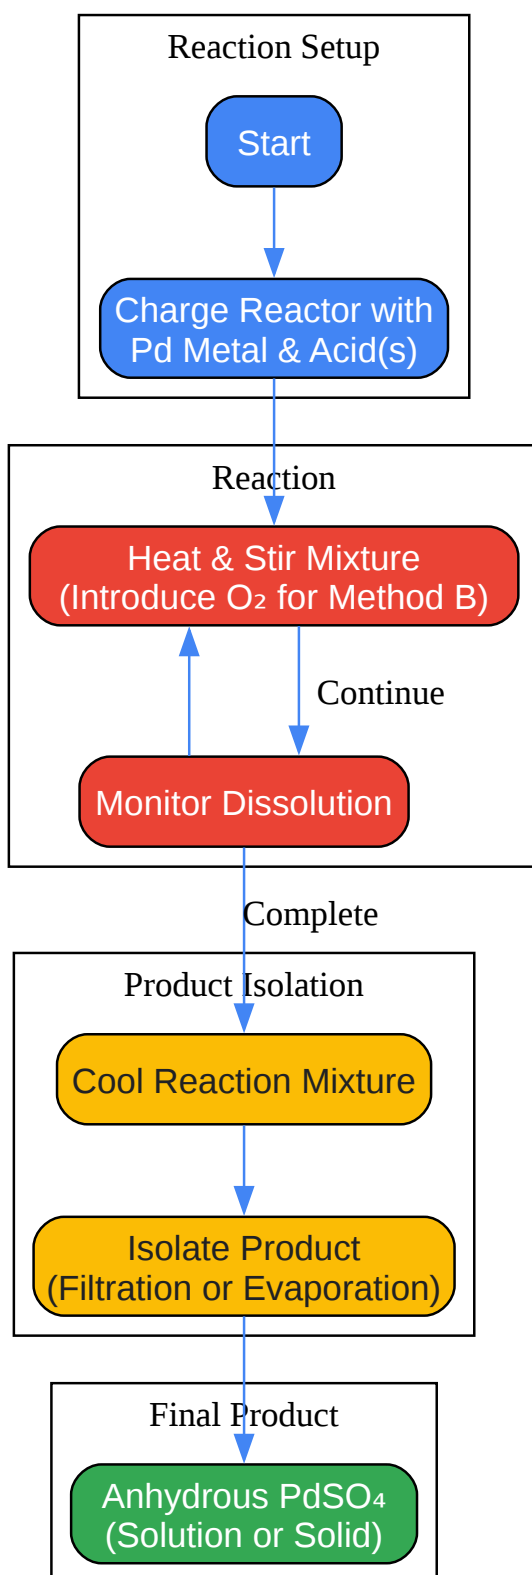 Reaction Setup
Start
Charge Reactor with
Pd Metal & Acid(s)
Reaction
Heat & Stir Mixture
(Introduce O₂ for Method B)
Continue
Monitor Dissolution
Complete
Product Isolation
Cool Reaction Mixture
Isolate Product
(Filtration or Evaporation)
Final Product
Anhydrous PdSO₄
(Solution or Solid)